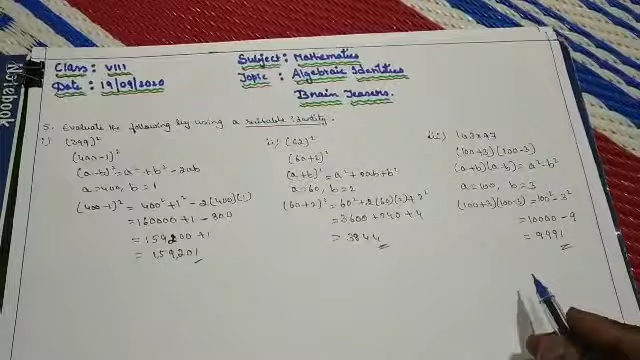 Class : VIII
Date : 19/09/2020
Subject : Mathematics
Topic : Algebraic Identities
Brain Teasers.
Notebook
5. Evaluate the following by using a suitable identity.
i) (399)²
(400-1)²
(a-b)² = a² + b² - 2ab
a = 400, b = 1
(400-1)² = 400² + 1² - 2(400)(1)
= 160000 + 1 - 800
= 159200 + 1
= 1,59,201
ii) (62)²
(60+2)²
(a+b)² = a² + 2ab + b²
a = 60, b = 2
(60+2)² = 60² + 2(60)(2) + 2²
= 3600 + 240 + 4
= 3844
iii) 103 x 97
(100+3)(100-3)
(a+b)(a-b) = a² - b²
a = 100, b = 3
(100+3)(100-3) = 100² - 3²
= 10000 - 9
= 9991